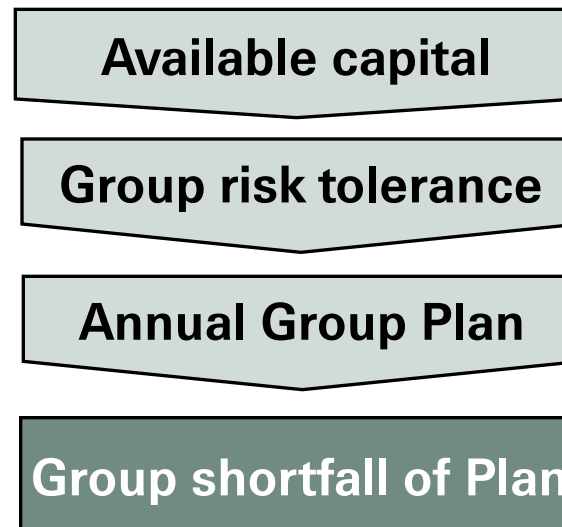 Available capital
Group risk tolerance
Annual Group Plan
Group shortfall of Plan